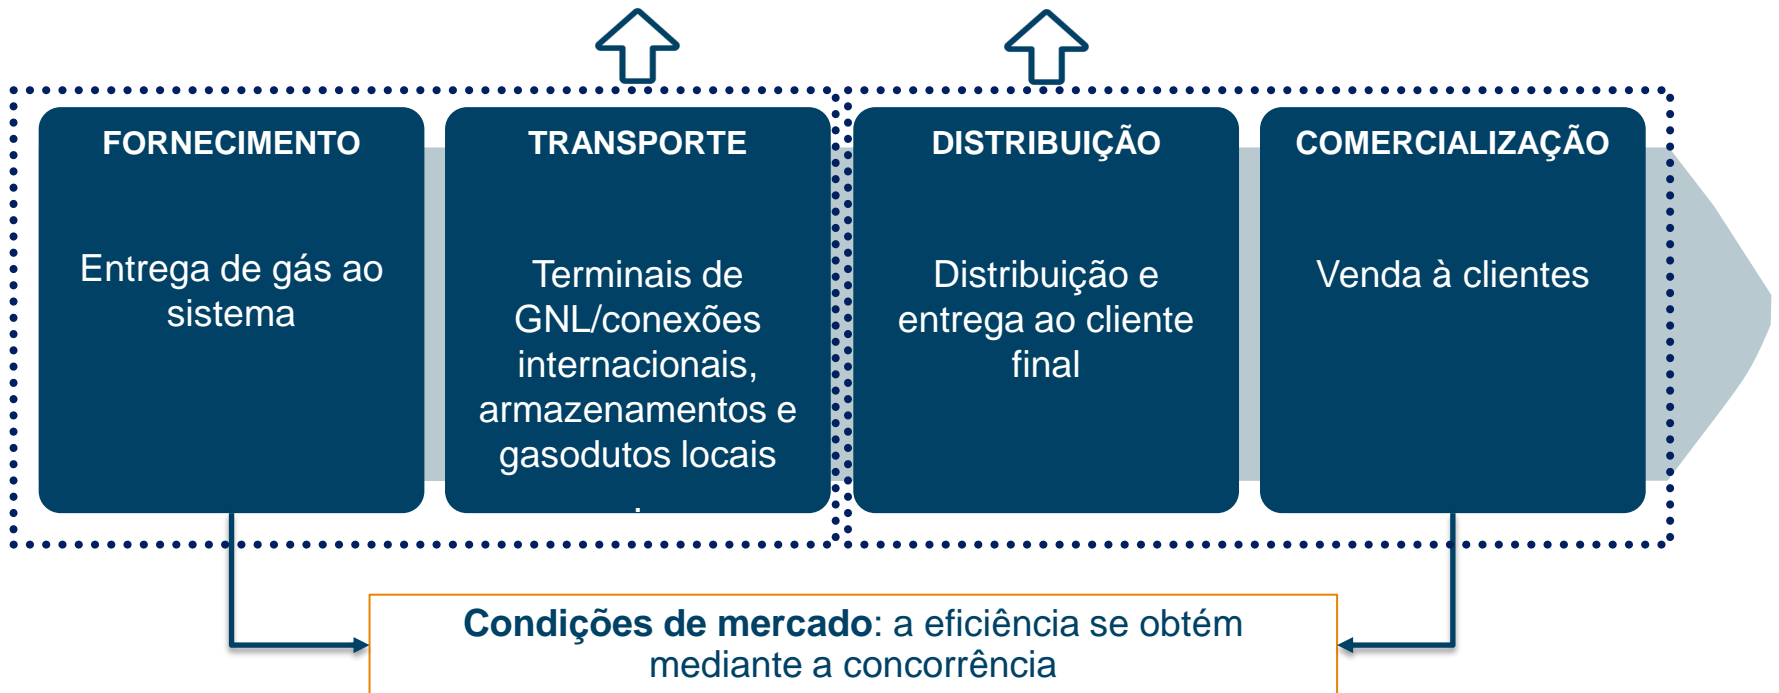 FORNECIMENTO
Entrega de gás ao
sistema
TRANSPORTE
Terminais de
GNL/conexões
internacionais,
armazenamentos e
gasodutos locais
.
DISTRIBUIÇÃO
Distribuição e
entrega ao cliente
final
COMERCIALIZAÇÃO
Venda à clientes
Condições de mercado: a eficiência se obtém
mediante a concorrência